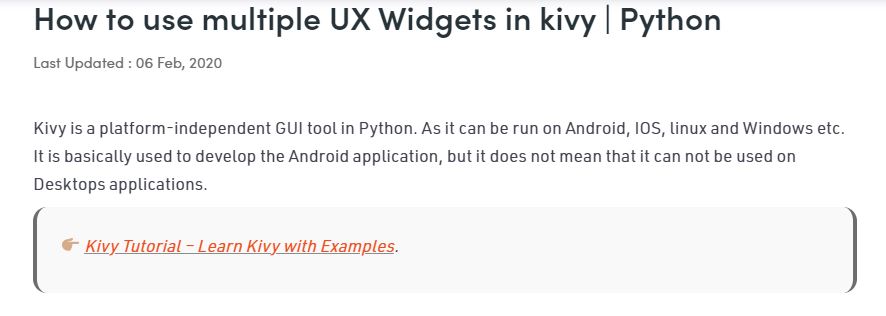 How to use multiple UX Widgets in kivy | Python
Last Updated : 06 Feb, 2020
Kivy is a platform-independent GUI tool in Python. As it can be run on Android, IOS, linux and Windows etc.
It is basically used to develop the Android application, but it does not mean that it can not be used on
Desktops applications.
Kivy Tutorial – Learn Kivy with Examples.